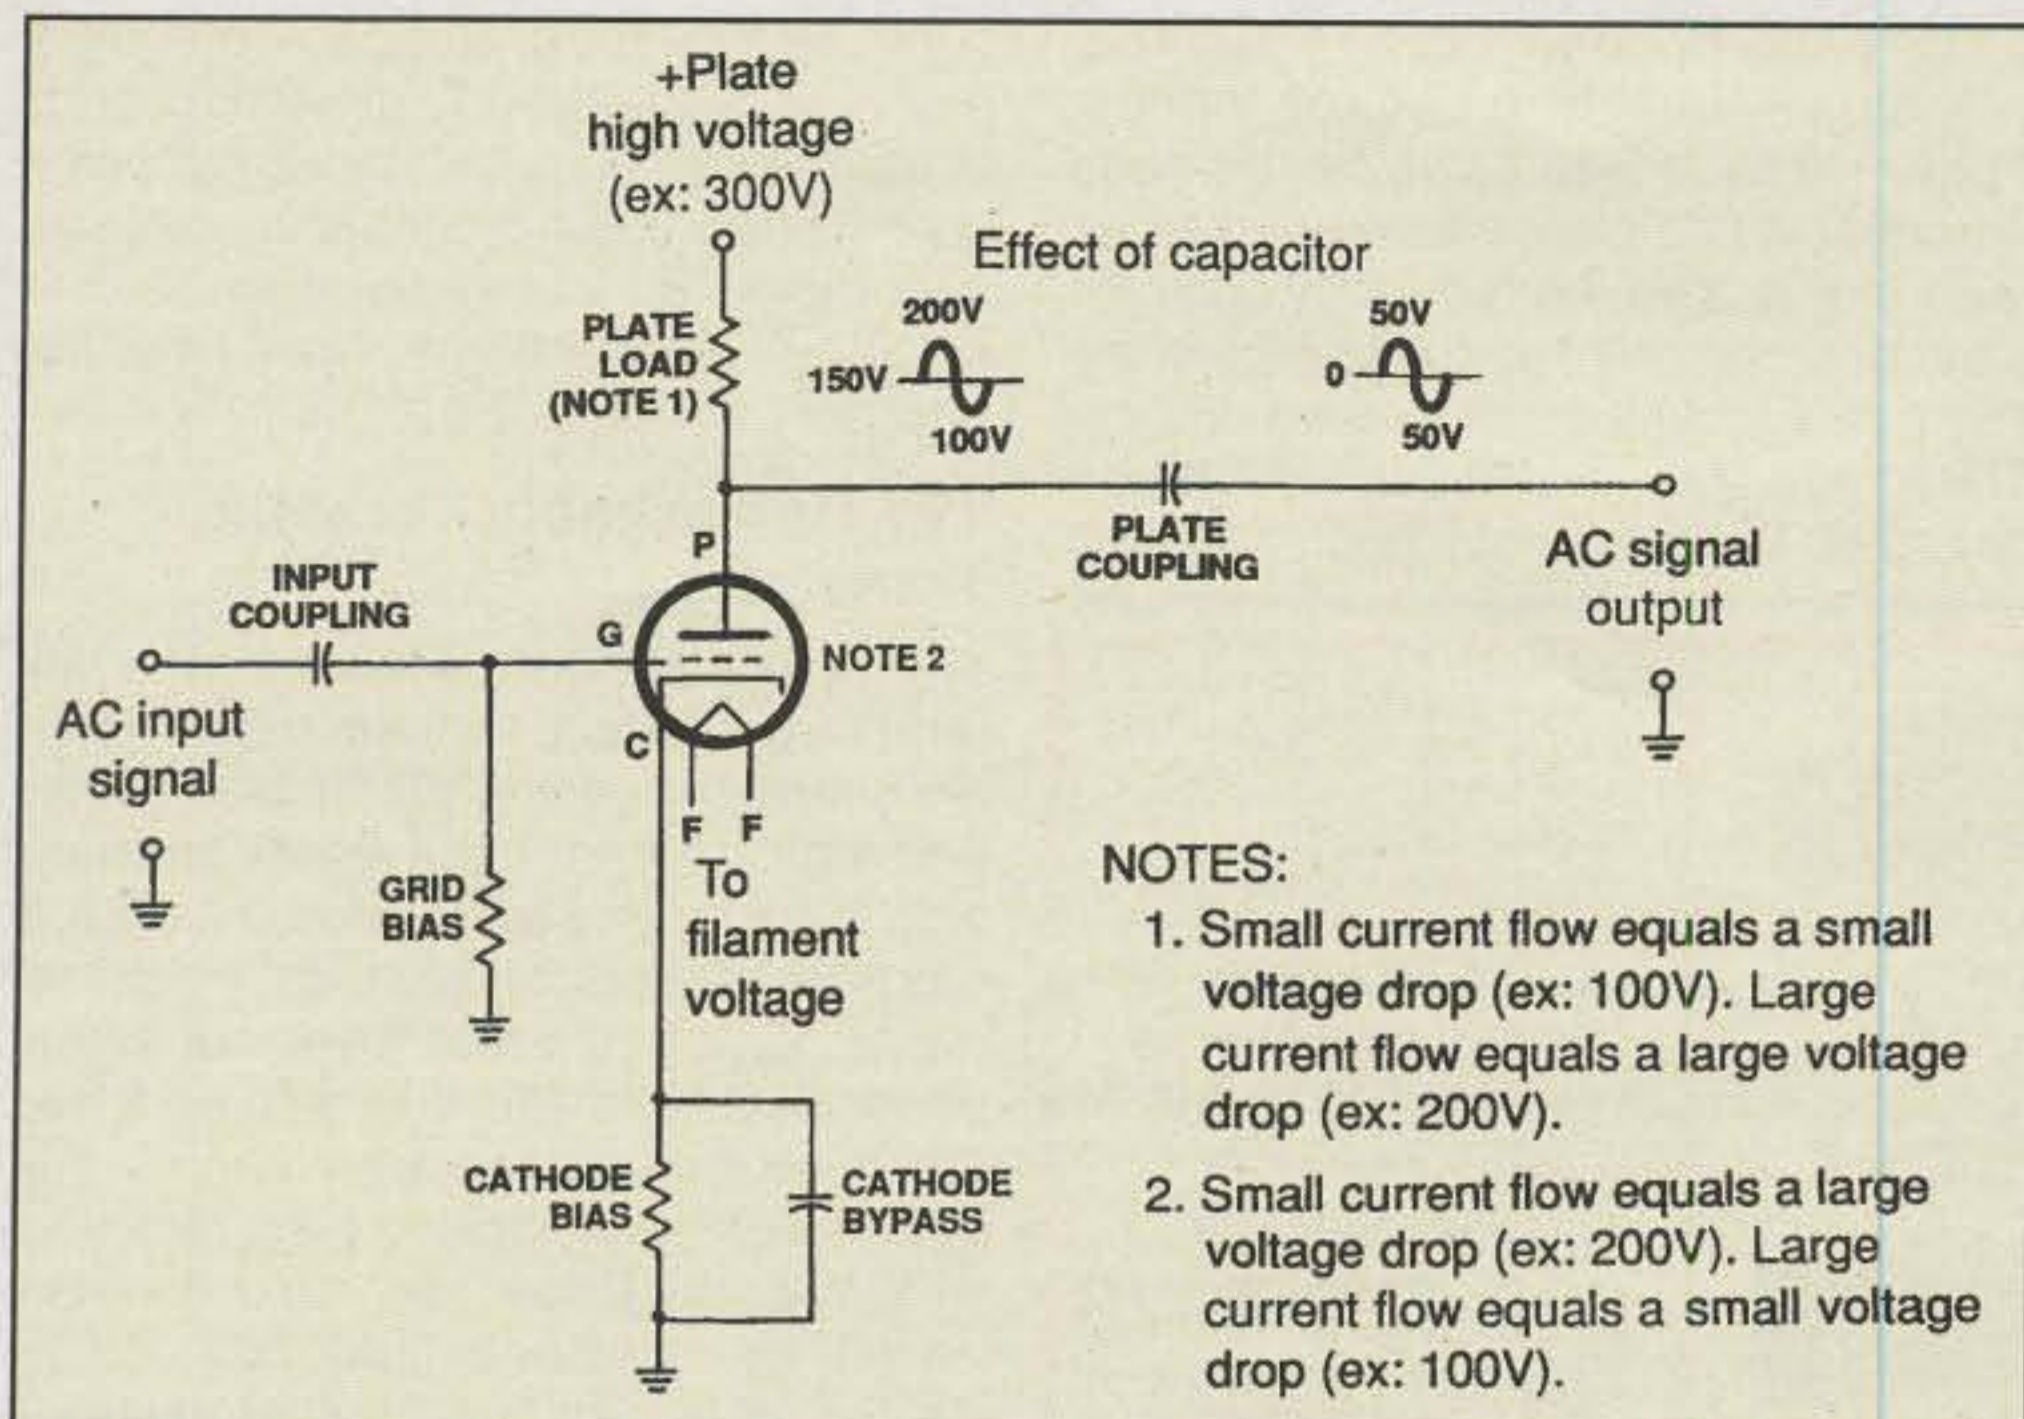 +Plate
high voltage
(ex: 300V)
Effect of capacitor
PLATE
LOAD
(NOTE 1)
200V
150V
100V
50V
0
50V
PLATE
COUPLING
AC signal
output
P
INPUT
COUPLING
G
NOTE 2
AC input
signal
C
F F
To
filament
voltage
GRID
BIAS
CATHODE
BIAS
CATHODE
BYPASS
NOTES:
1. Small current flow equals a small
voltage drop (ex: 100V). Large
current flow equals a large voltage
drop (ex: 200V).
2. Small current flow equals a large
voltage drop (ex: 200V). Large
current flow equals a small voltage
drop (ex: 100V).